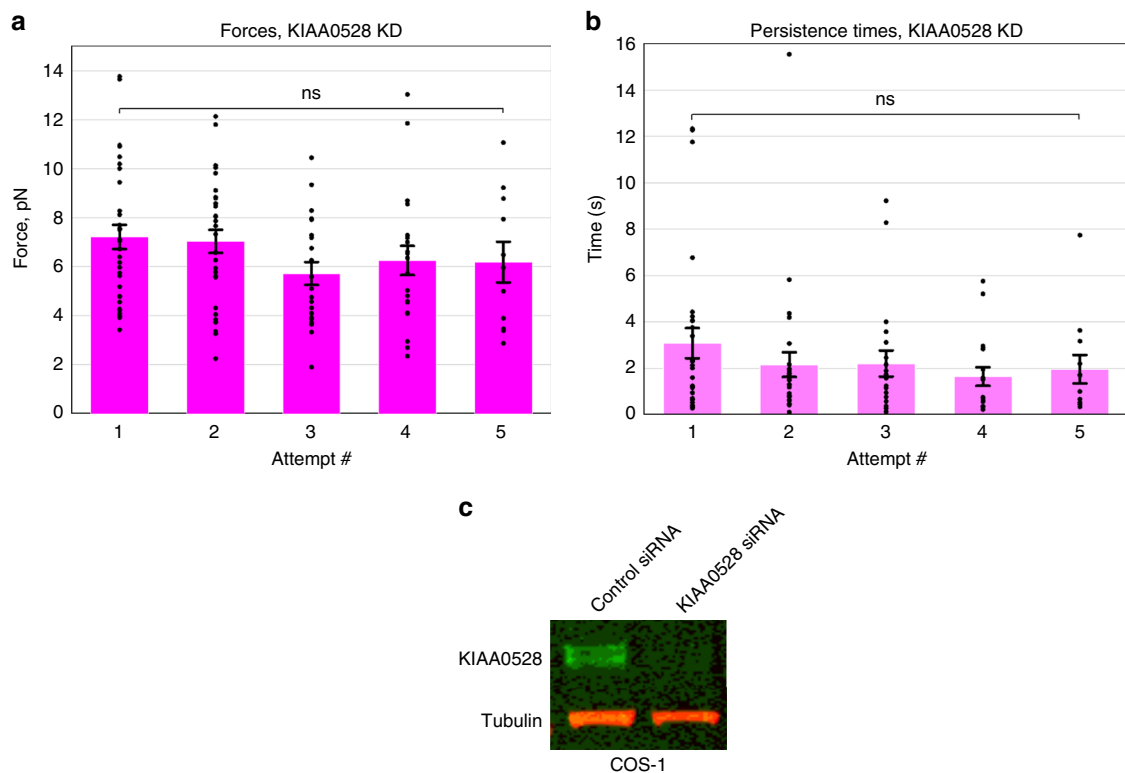 a
Forces, KIAA0528 KD
14
12
10
8
6
4
2
0
Force, pN
ns
1 2 3 4 5
Attempt #
b
Persistence times, KIAA0528 KD
16
14
12
10
8
6
4
2
0
Time (s)
ns
1 2 3 4 5
Attempt #
c
Control siRNA
KIAA0528 siRNA
KIAA0528
Tubulin
COS-1